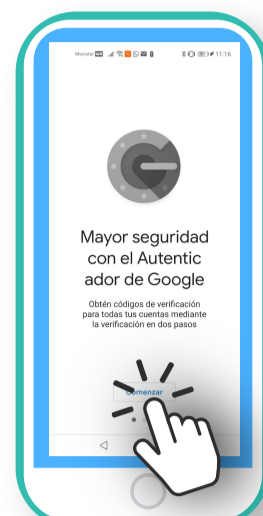 Movistar 11:16
Mayor seguridad
con el Autentic
ador de Google
Obtén códigos de verificación
para todas tus cuentas mediante
la verificación en dos pasos
Comenzar